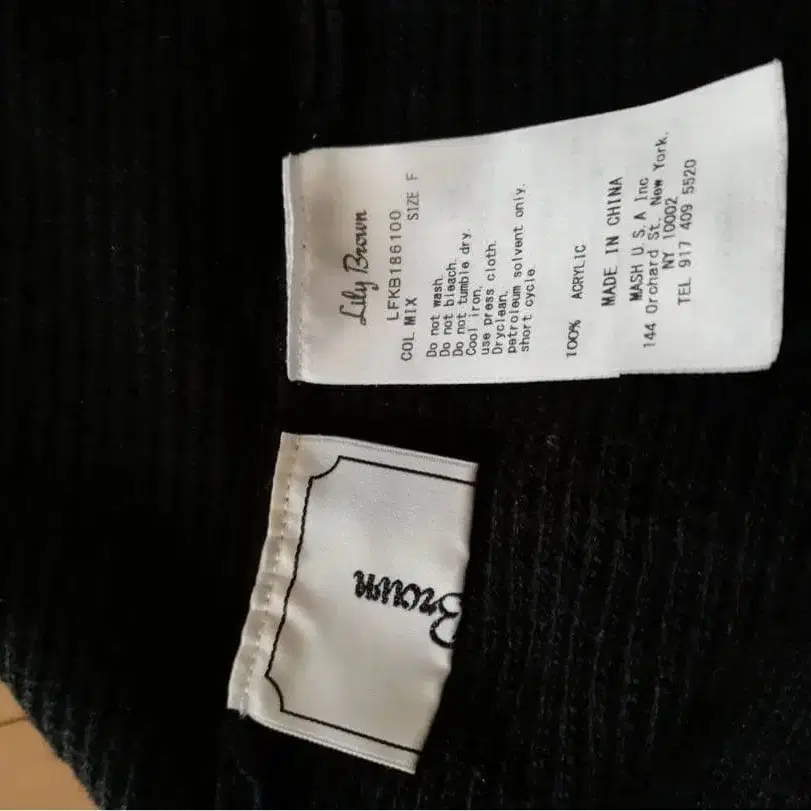 Lily Brown
LFKB186100
COL MIX SIZE F
Do not wash.
Do not bleach.
Do not tumble dry.
Cool iron.
use press cloth.
Dryclean.
petroleum solvent only.
short cycle.
100% ACRYLIC
MADE IN CHINA
MASH U.S.A Inc
144 Orchard St. New York.
NY 10002
TEL 917 409 5520
Brown